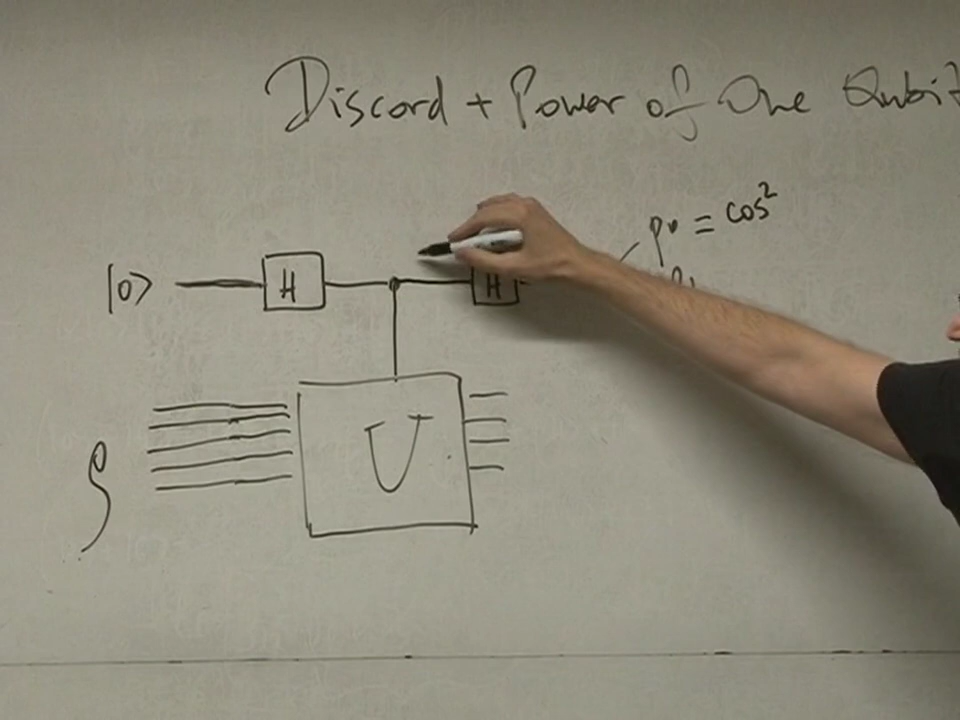 Discord + Power of One Qubit
p0 = cos²
|0⟩ H H
U
ρ